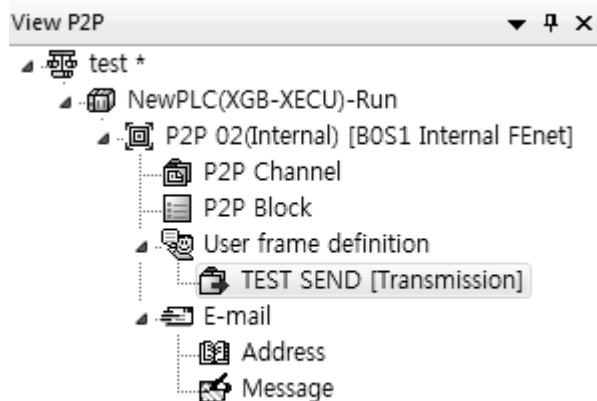 View P2P
test *
NewPLC(XGB-XECU)-Run
P2P 02(Internal) [B0S1 Internal FEnet]
P2P Channel
P2P Block
User frame definition
TEST SEND [Transmission]
E-mail
Address
Message